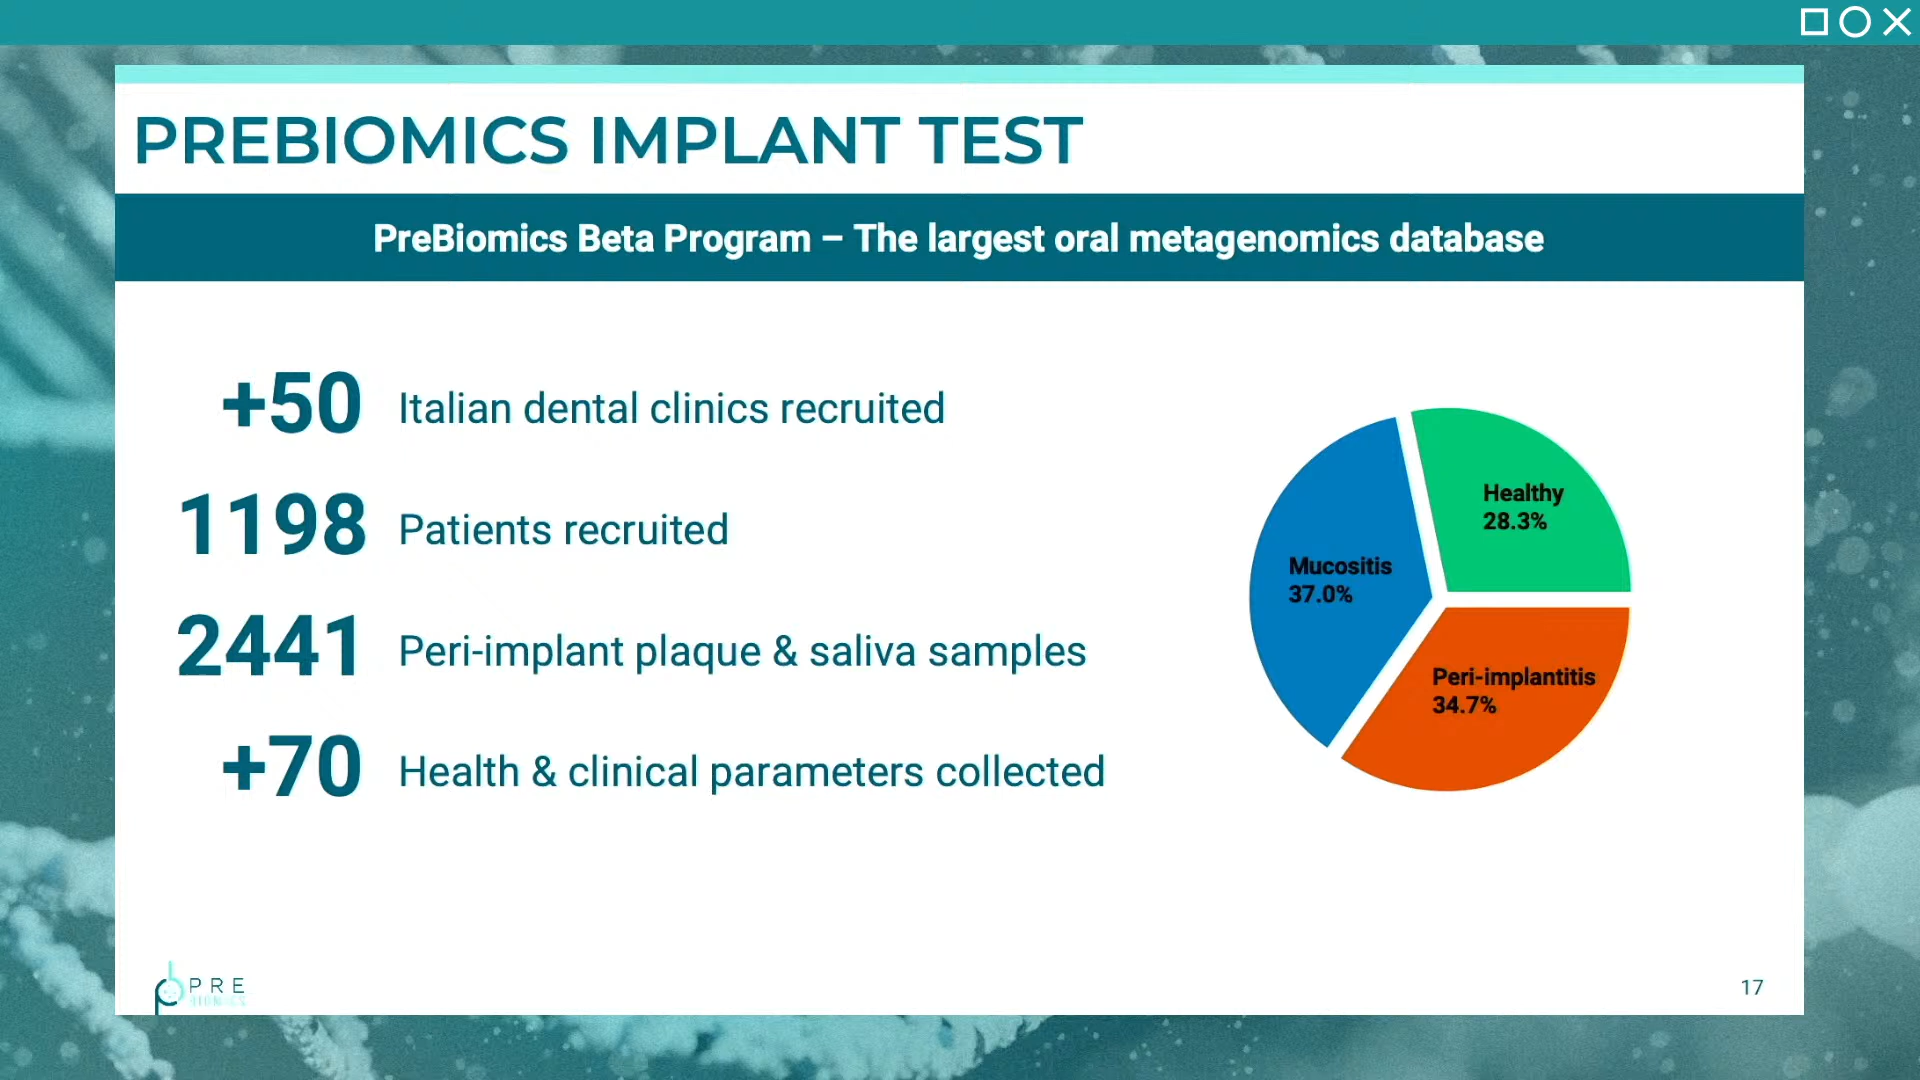 PREBIOMICS IMPLANT TEST
PreBiomics Beta Program – The largest oral metagenomics database
+50 Italian dental clinics recruited
1198 Patients recruited
2441 Peri-implant plaque & saliva samples
+70 Health & clinical parameters collected
Healthy
28.3%
Mucositis
37.0%
Peri-implantitis
34.7%
PRE
BIOMICS
17